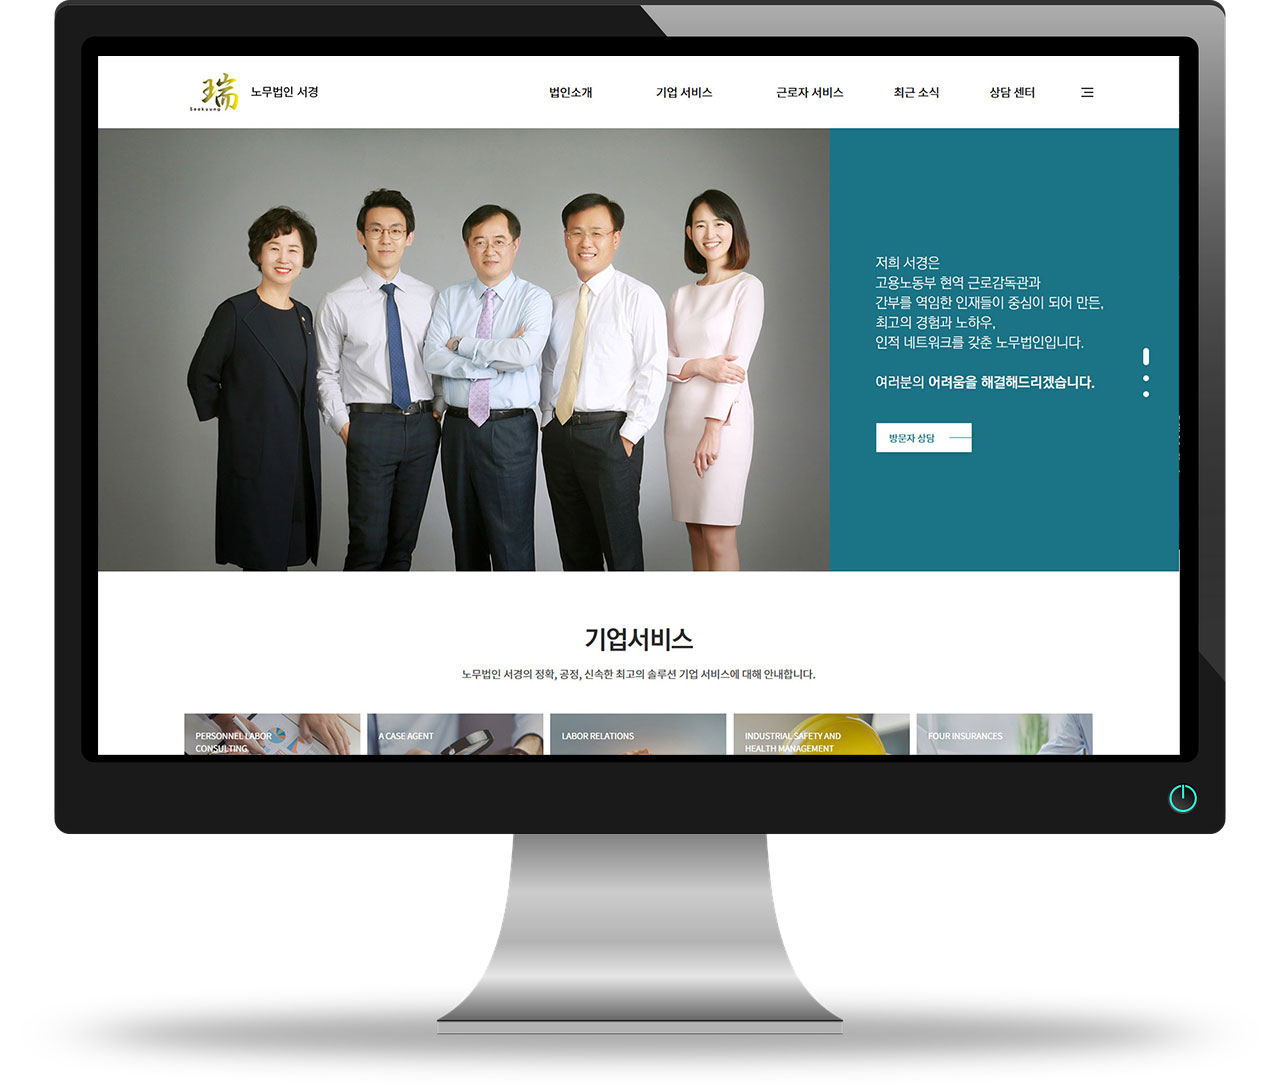 瑞
Seokyung
노무법인 서경
법인소개
기업 서비스
근로자 서비스
최근 소식
상담 센터
저희 서경은
고용노동부 현역 근로감독관과
간부를 역임한 인재들이 중심이 되어 만든,
최고의 경험과 노하우,
인적 네트워크를 갖춘 노무법인입니다.
여러분의 어려움을 해결해드리겠습니다.
방문자 상담
기업서비스
노무법인 서경의 정확, 공정, 신속한 최고의 솔루션 기업 서비스에 대해 안내합니다.
PERSONNEL LABOR
CONSULTING
A CASE AGENT
LABOR RELATIONS
INDUSTRIAL SAFETY AND
HEALTH MANAGEMENT
FOUR INSURANCES